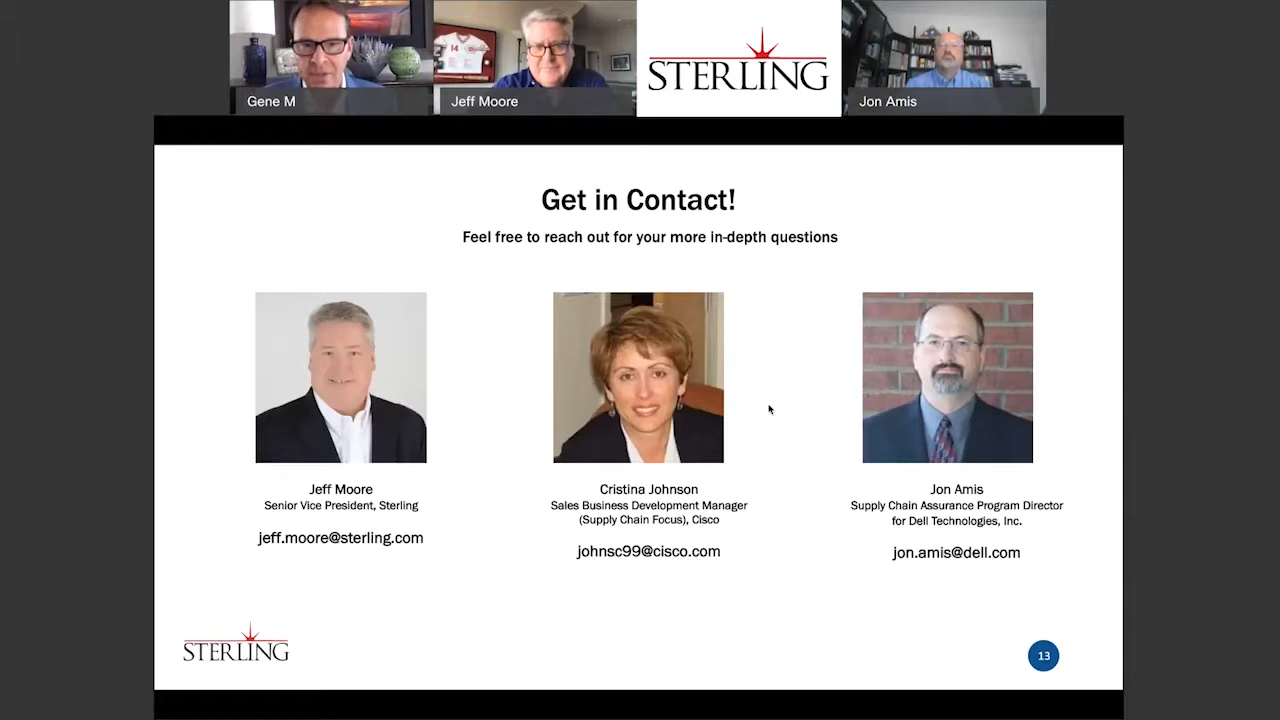 Gene M
Jeff Moore
STERLING
Jon Amis
Get in Contact!
Feel free to reach out for your more in-depth questions
Jeff Moore
Senior Vice President, Sterling
jeff.moore@sterling.com
Cristina Johnson
Sales Business Development Manager
(Supply Chain Focus), Cisco
johnsc99@cisco.com
Jon Amis
Supply Chain Assurance Program Director
for Dell Technologies, Inc.
jon.amis@dell.com
STERLING
13
14